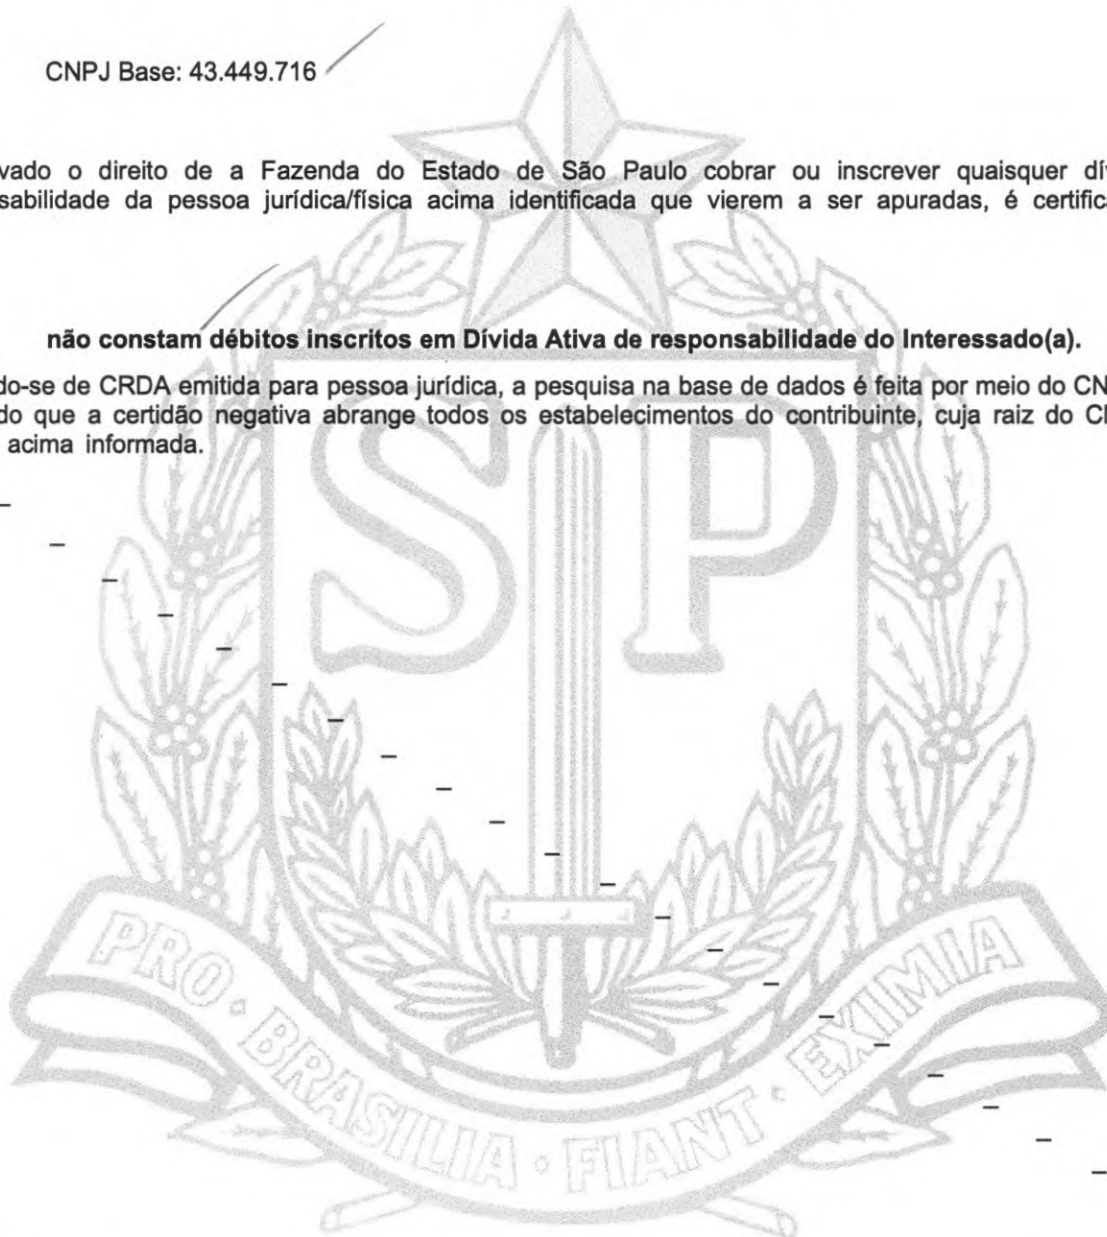 CNPJ Base: 43.449.716
vado o direito de a Fazenda do Estado de São Paulo cobrar ou inscrever quaisquer dív
sabilidade da pessoa jurídica/física acima identificada que vierem a ser apuradas, é certific
não constam débitos inscritos em Dívida Ativa de responsabilidade do Interessado(a).
do-se de CRDA emitida para pessoa jurídica, a pesquisa na base de dados é feita por meio do CN
do que a certidão negativa abrange todos os estabelecimentos do contribuinte, cuja raiz do C
acima informada.
SP
PRO · BRASILIA · FIANT · EXIMIA